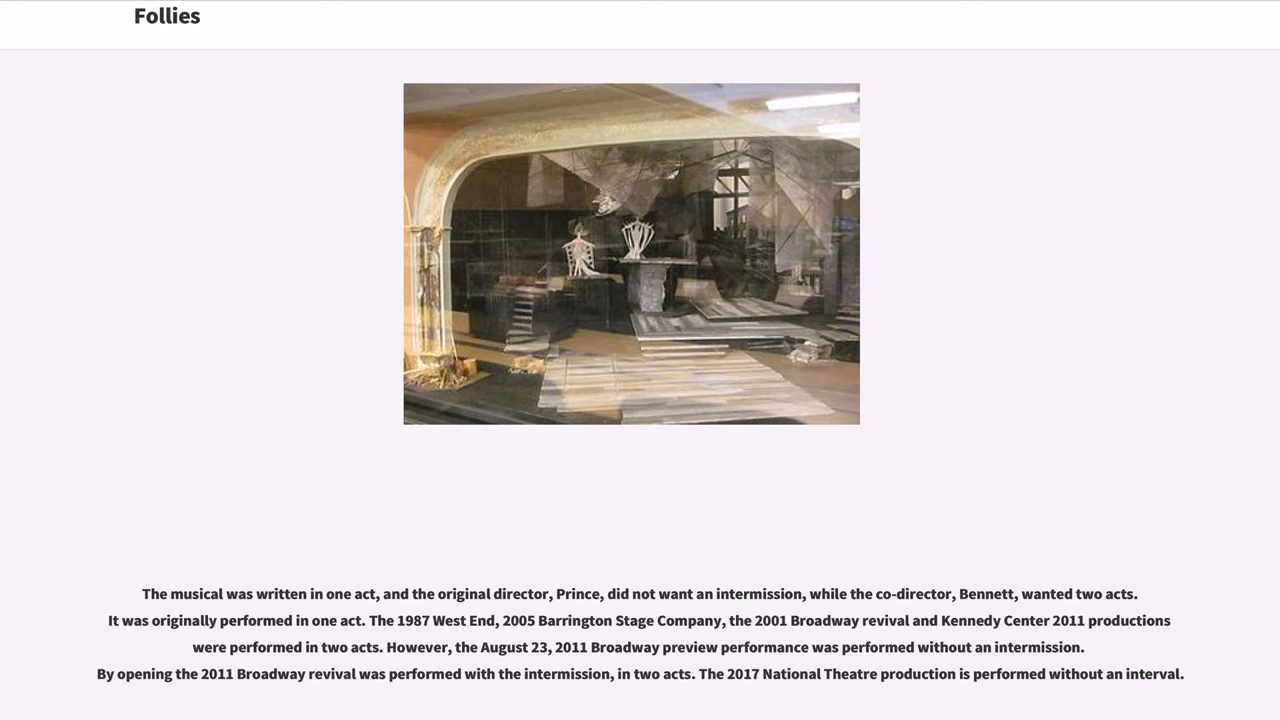 Follies
The musical was written in one act, and the original director, Prince, did not want an intermission, while the co-director, Bennett, wanted two acts.
It was originally performed in one act. The 1987 West End, 2005 Barrington Stage Company, the 2001 Broadway revival and Kennedy Center 2011 productions
were performed in two acts. However, the August 23, 2011 Broadway preview performance was performed without an intermission.
By opening the 2011 Broadway revival was performed with the intermission, in two acts. The 2017 National Theatre production is performed without an interval.